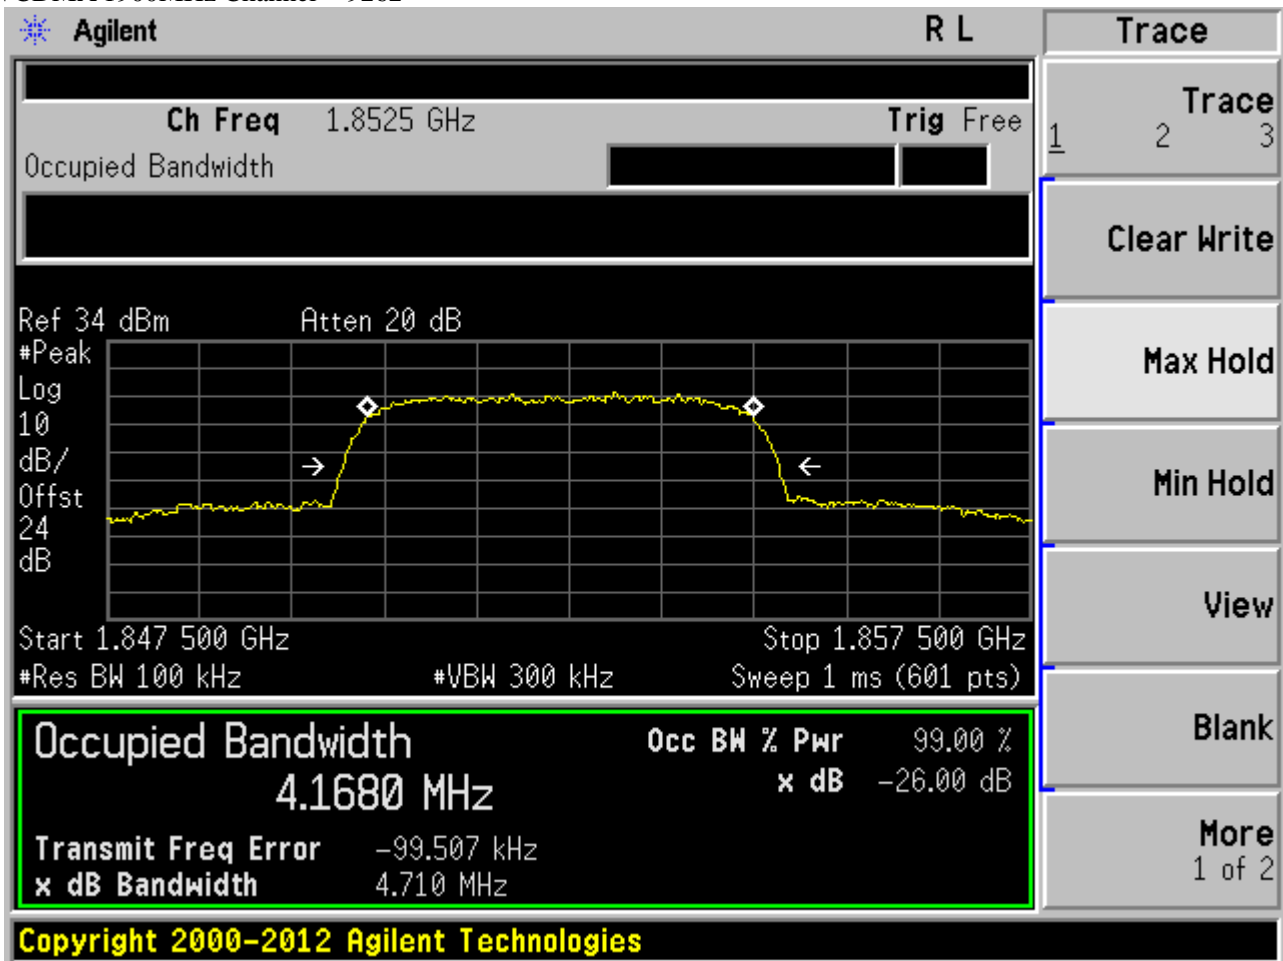 Agilent R L Trace
Ch Freq 1.8525 GHz Trig Free
Occupied Bandwidth
Trace
1 2 3
Clear Write
Max Hold
Min Hold
View
Blank
More
1 of 2
Ref 34 dBm Atten 20 dB
#Peak
Log
10
dB/
Offst
24
dB
Start 1.847 500 GHz Stop 1.857 500 GHz
#Res BW 100 kHz #VBW 300 kHz Sweep 1 ms (601 pts)
Occupied Bandwidth Occ BW % Pwr 99.00 %
4.1680 MHz x dB -26.00 dB
Transmit Freq Error -99.507 kHz
x dB Bandwidth 4.710 MHz
Copyright 2000-2012 Agilent Technologies